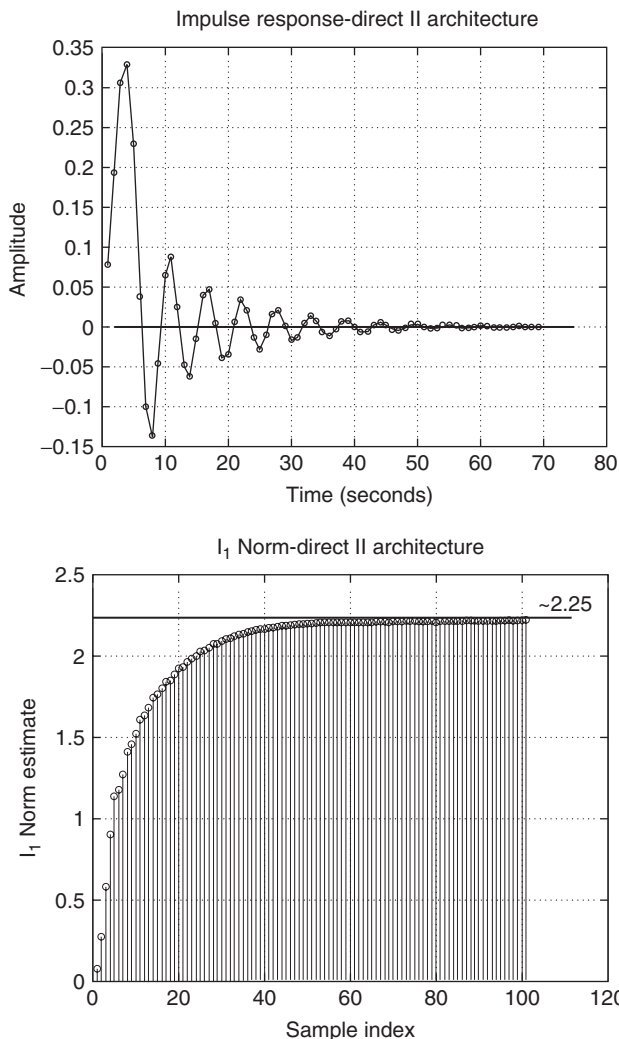 Impulse response-direct II architecture
Amplitude
0.35
0.3
0.25
0.2
0.15
0.1
0.05
0
−0.05
−0.1
−0.15
0 10 20 30 40 50 60 70 80
Time (seconds)
I1 Norm-direct II architecture
I1 Norm estimate
2.5
2
1.5
1
0.5
0
~2.25
0 20 40 60 80 100 120
Sample index